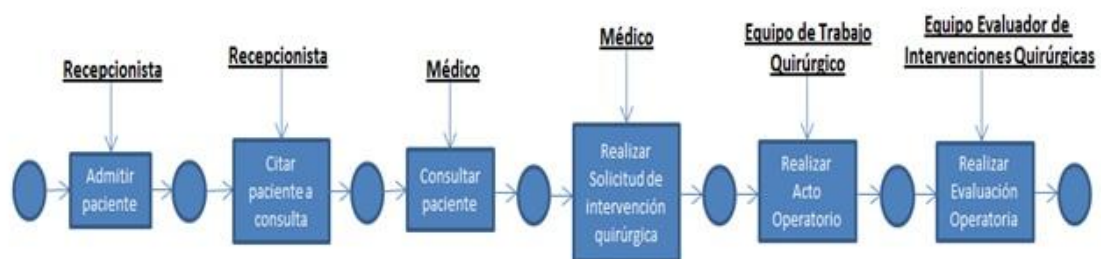 Recepcionista
Recepcionista
Médico
Médico
Equipo de Trabajo
Quirúrgico
Equipo Evaluador de
Intervenciones Quirúrgicas
Admitir
paciente
Citar
paciente a
consulta
Consultar
paciente
Realizar
Solicitud de
intervención
quirúrgica
Realizar
Acto
Operatorio
Realizar
Evaluación
Operatoria